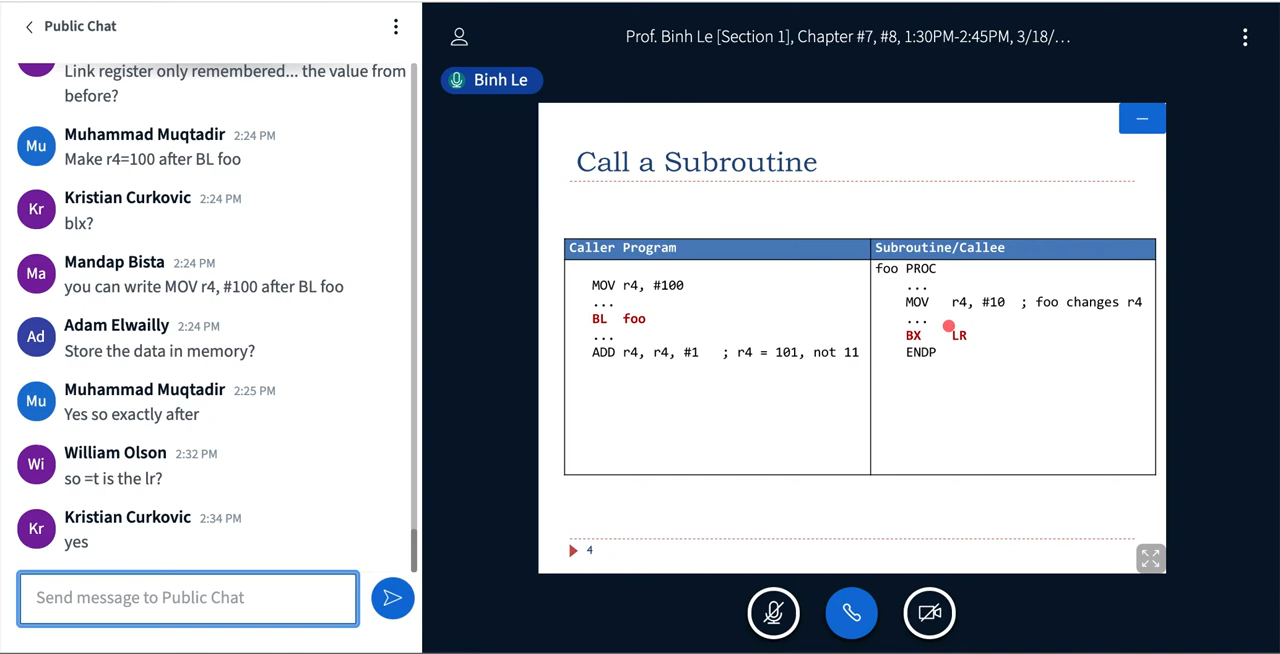 Public Chat
Link register only remembered... the value from
before?
Mu
Muhammad Muqtadir 2:24 PM
Make r4=100 after BL foo
Kr
Kristian Curkovic 2:24 PM
blx?
Ma
Mandap Bista 2:24 PM
you can write MOV r4, #100 after BL foo
Ad
Adam Elwailly 2:24 PM
Store the data in memory?
Mu
Muhammad Muqtadir 2:25 PM
Yes so exactly after
Wi
William Olson 2:32 PM
so =t is the lr?
Kr
Kristian Curkovic 2:34 PM
yes
Send message to Public Chat
Prof. Binh Le [Section 1], Chapter #7, #8, 1:30PM-2:45PM, 3/18/...
Binh Le
Call a Subroutine
Caller Program
MOV r4, #100
...
BL foo
...
ADD r4, r4, #1 ; r4 = 101, not 11
Subroutine/Callee
foo PROC
...
MOV r4, #10 ; foo changes r4
...
BX LR
ENDP
4